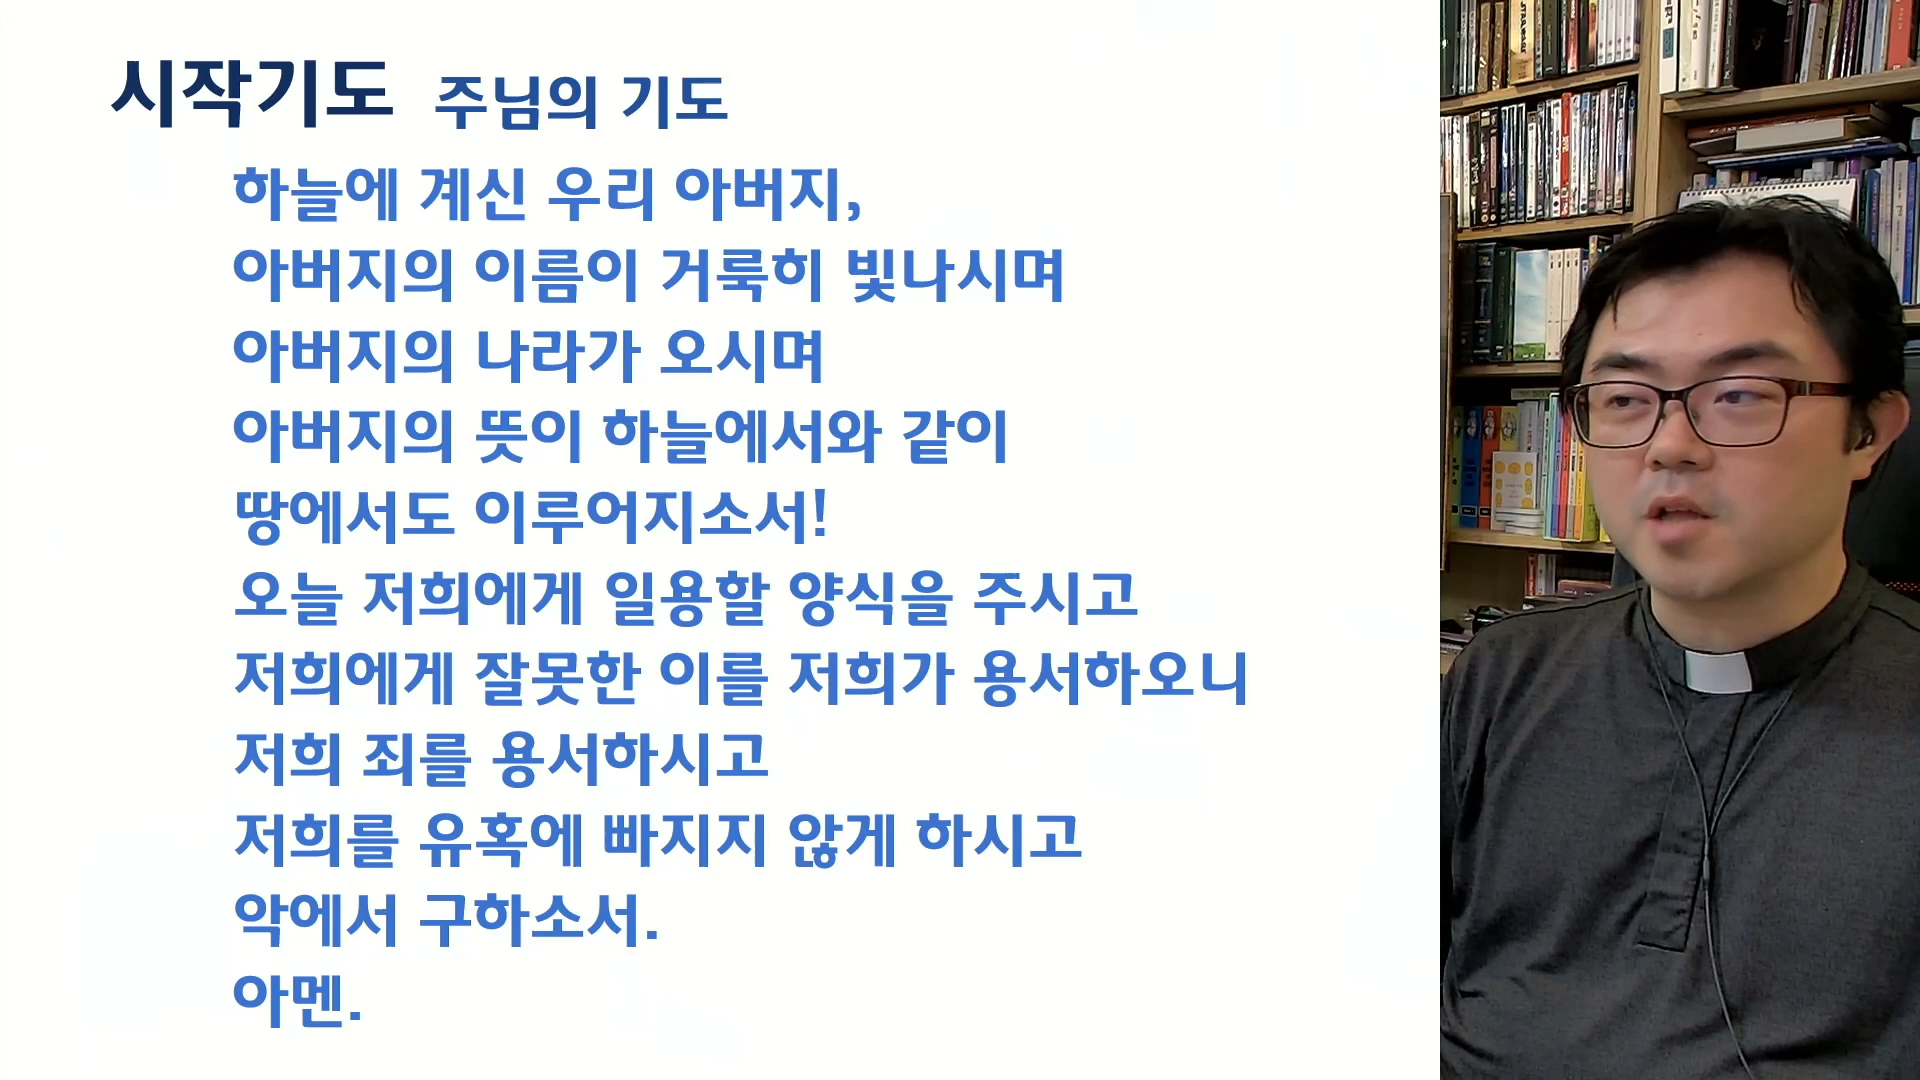 시작기도 주님의 기도
하늘에 계신 우리 아버지,
아버지의 이름이 거룩히 빛나시며
아버지의 나라가 오시며
아버지의 뜻이 하늘에서와 같이
땅에서도 이루어지소서!
오늘 저희에게 일용할 양식을 주시고
저희에게 잘못한 이를 저희가 용서하오니
저희 죄를 용서하시고
저희를 유혹에 빠지지 않게 하시고
악에서 구하소서.
아멘.